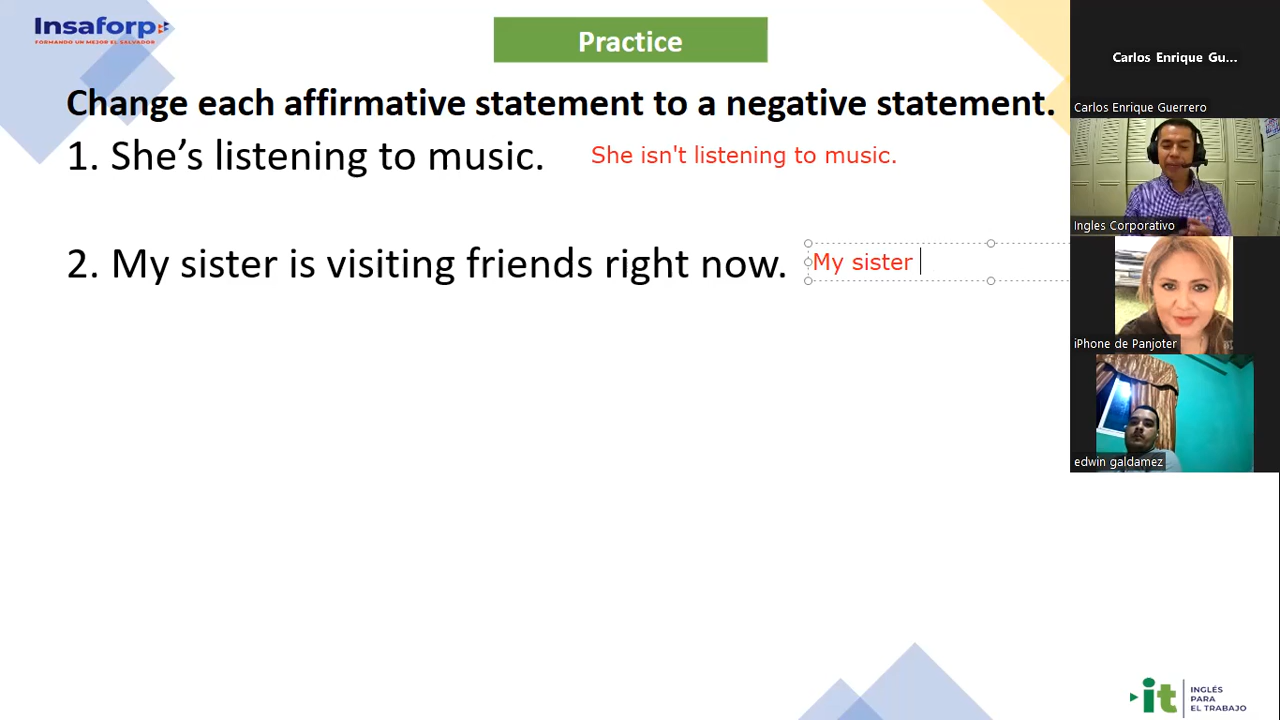 Insaforp
FORMANDO UN MEJOR EL SALVADOR
Practice
Change each affirmative statement to a negative statement.
1. She’s listening to music.
She isn't listening to music.
2. My sister is visiting friends right now.
My sister
Carlos Enrique Gu...
Carlos Enrique Guerrero
Ingles Corporativo
iPhone de Panjoter
edwin galdamez
it
INGLÉS
PARA
EL TRABAJO